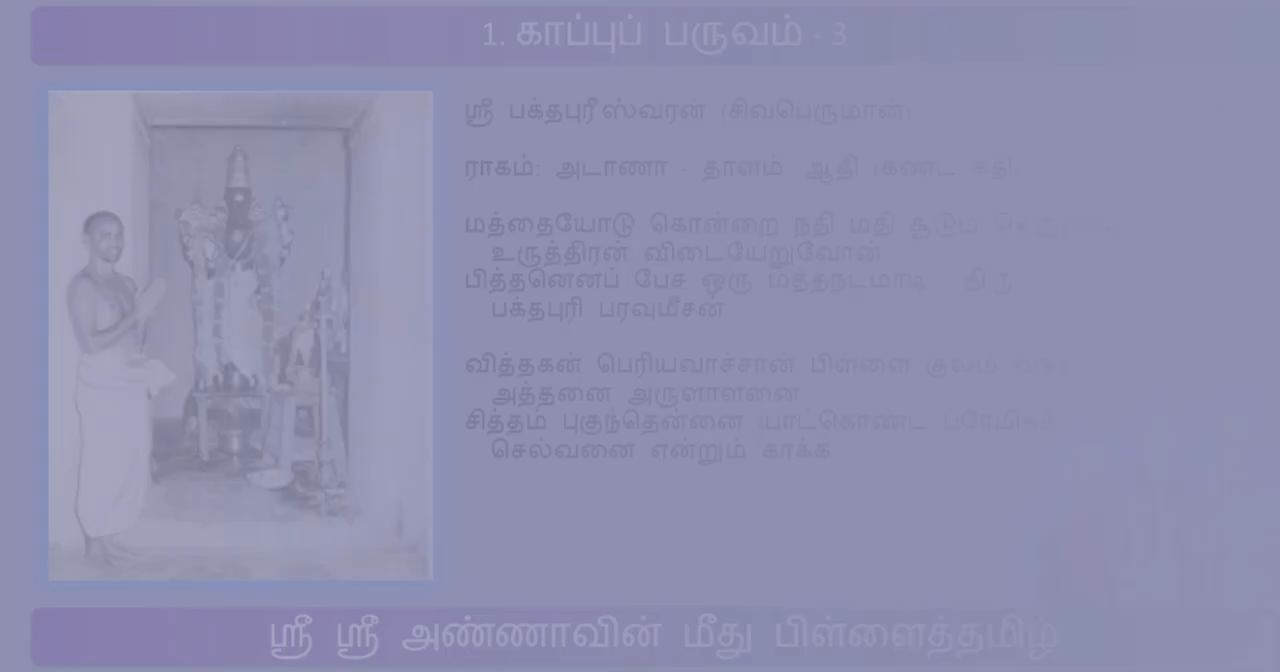 1. காப்புப் பருவம் - 3
ஸ்ரீ பக்தபுரீஸ்வரன் (சிவபெருமான்)
ராகம்: அடாணா - தாளம் ஆதி (கண்ட கதி)
மத்தையோடு கொன்றை நதி மதி சூடும்
உருத்திரன் விடையேறுவோன்
பித்தனெனப் பேச ஒரு மத்தநடமாடி திரு
பக்தபுரி பரவுமீசன்
வித்தகன் பெரியவாச்சான் பிள்ளை குலம்
அத்தனை அருளாளனை
சித்தம் புகுந்தென்னை யாட்கொண்ட
செல்வனை என்றும் காக்க
ஸ்ரீ ஸ்ரீ அண்ணாவின் மீது பிள்ளைத்தமிழ்